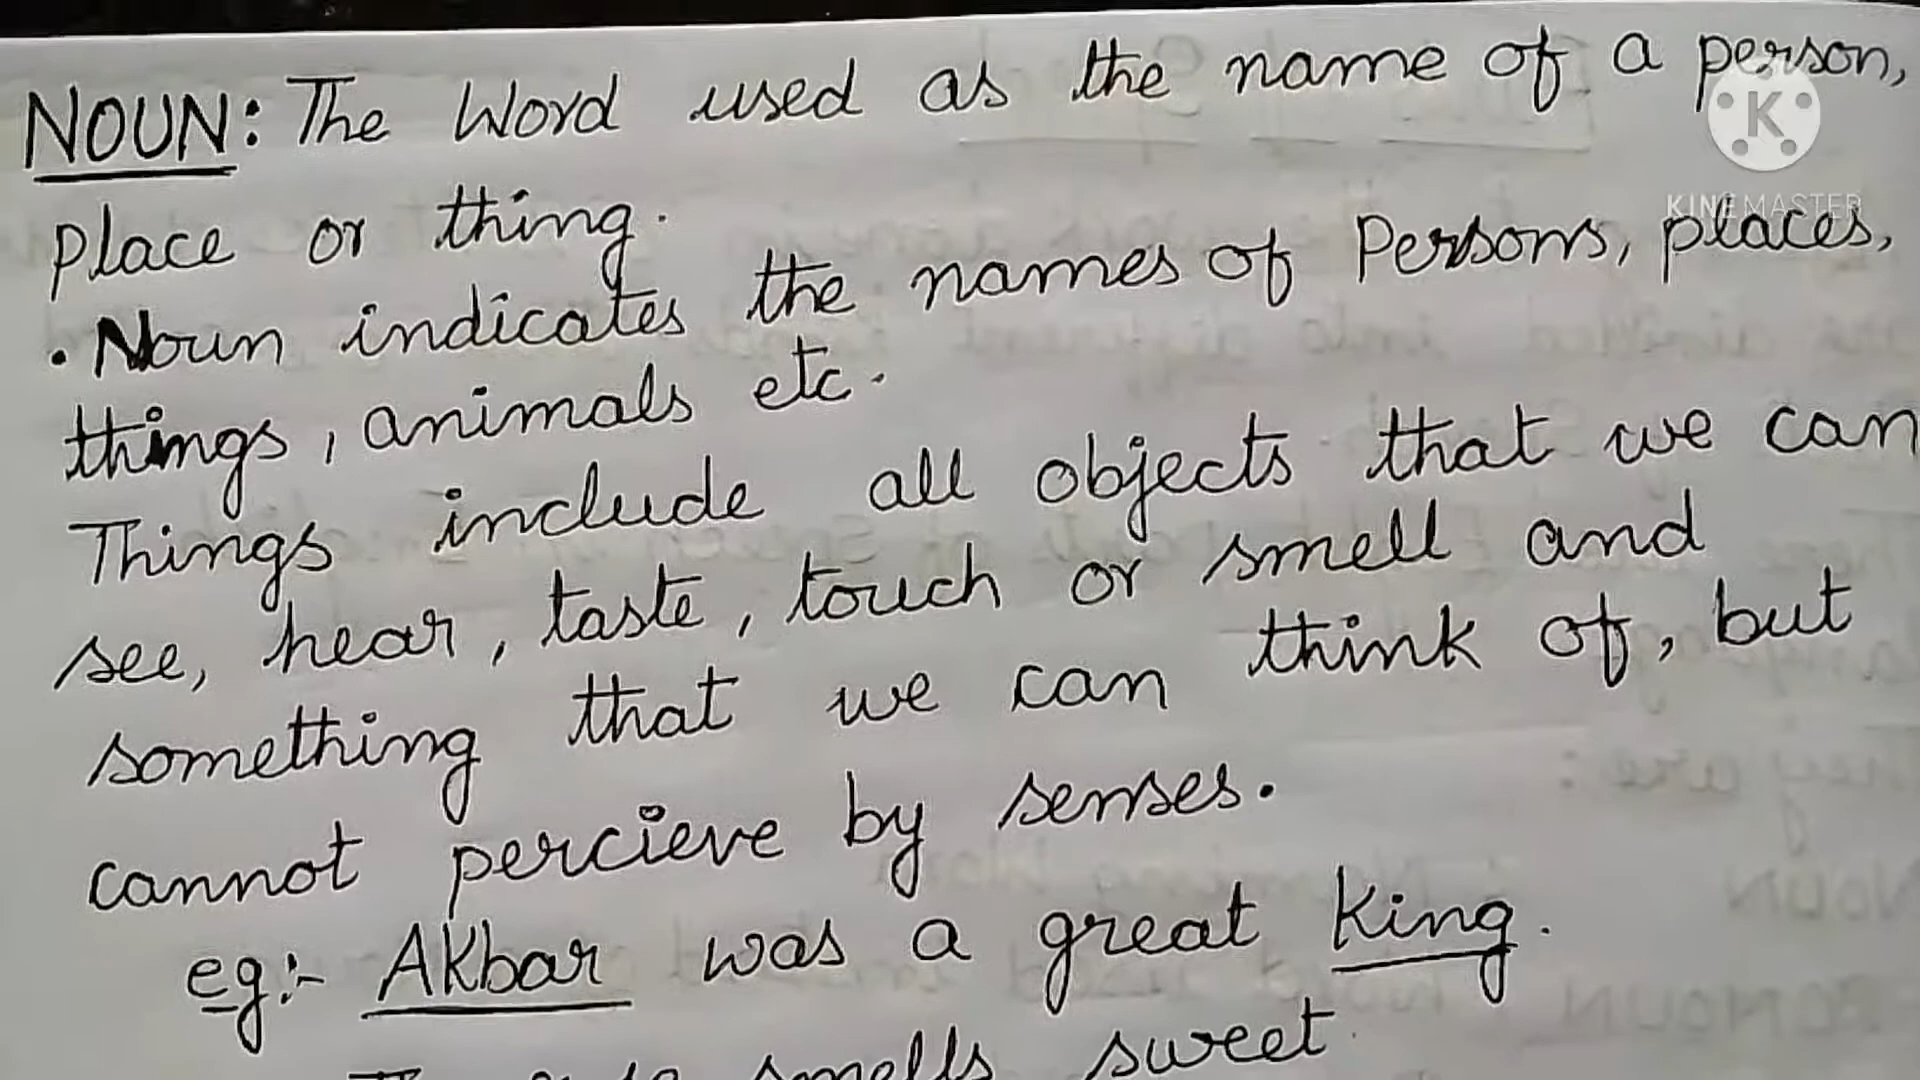 NOUN: The Word used as the name of a person,
place or thing.
• Noun indicates the names of Persons, places,
things, animals etc.
Things include all objects that we can
see, hear, taste, touch or smell and
something that we can think of, but
cannot percieve by senses.
eg:- Akbar was a great King.
smells sweet
K
KINEMASTER